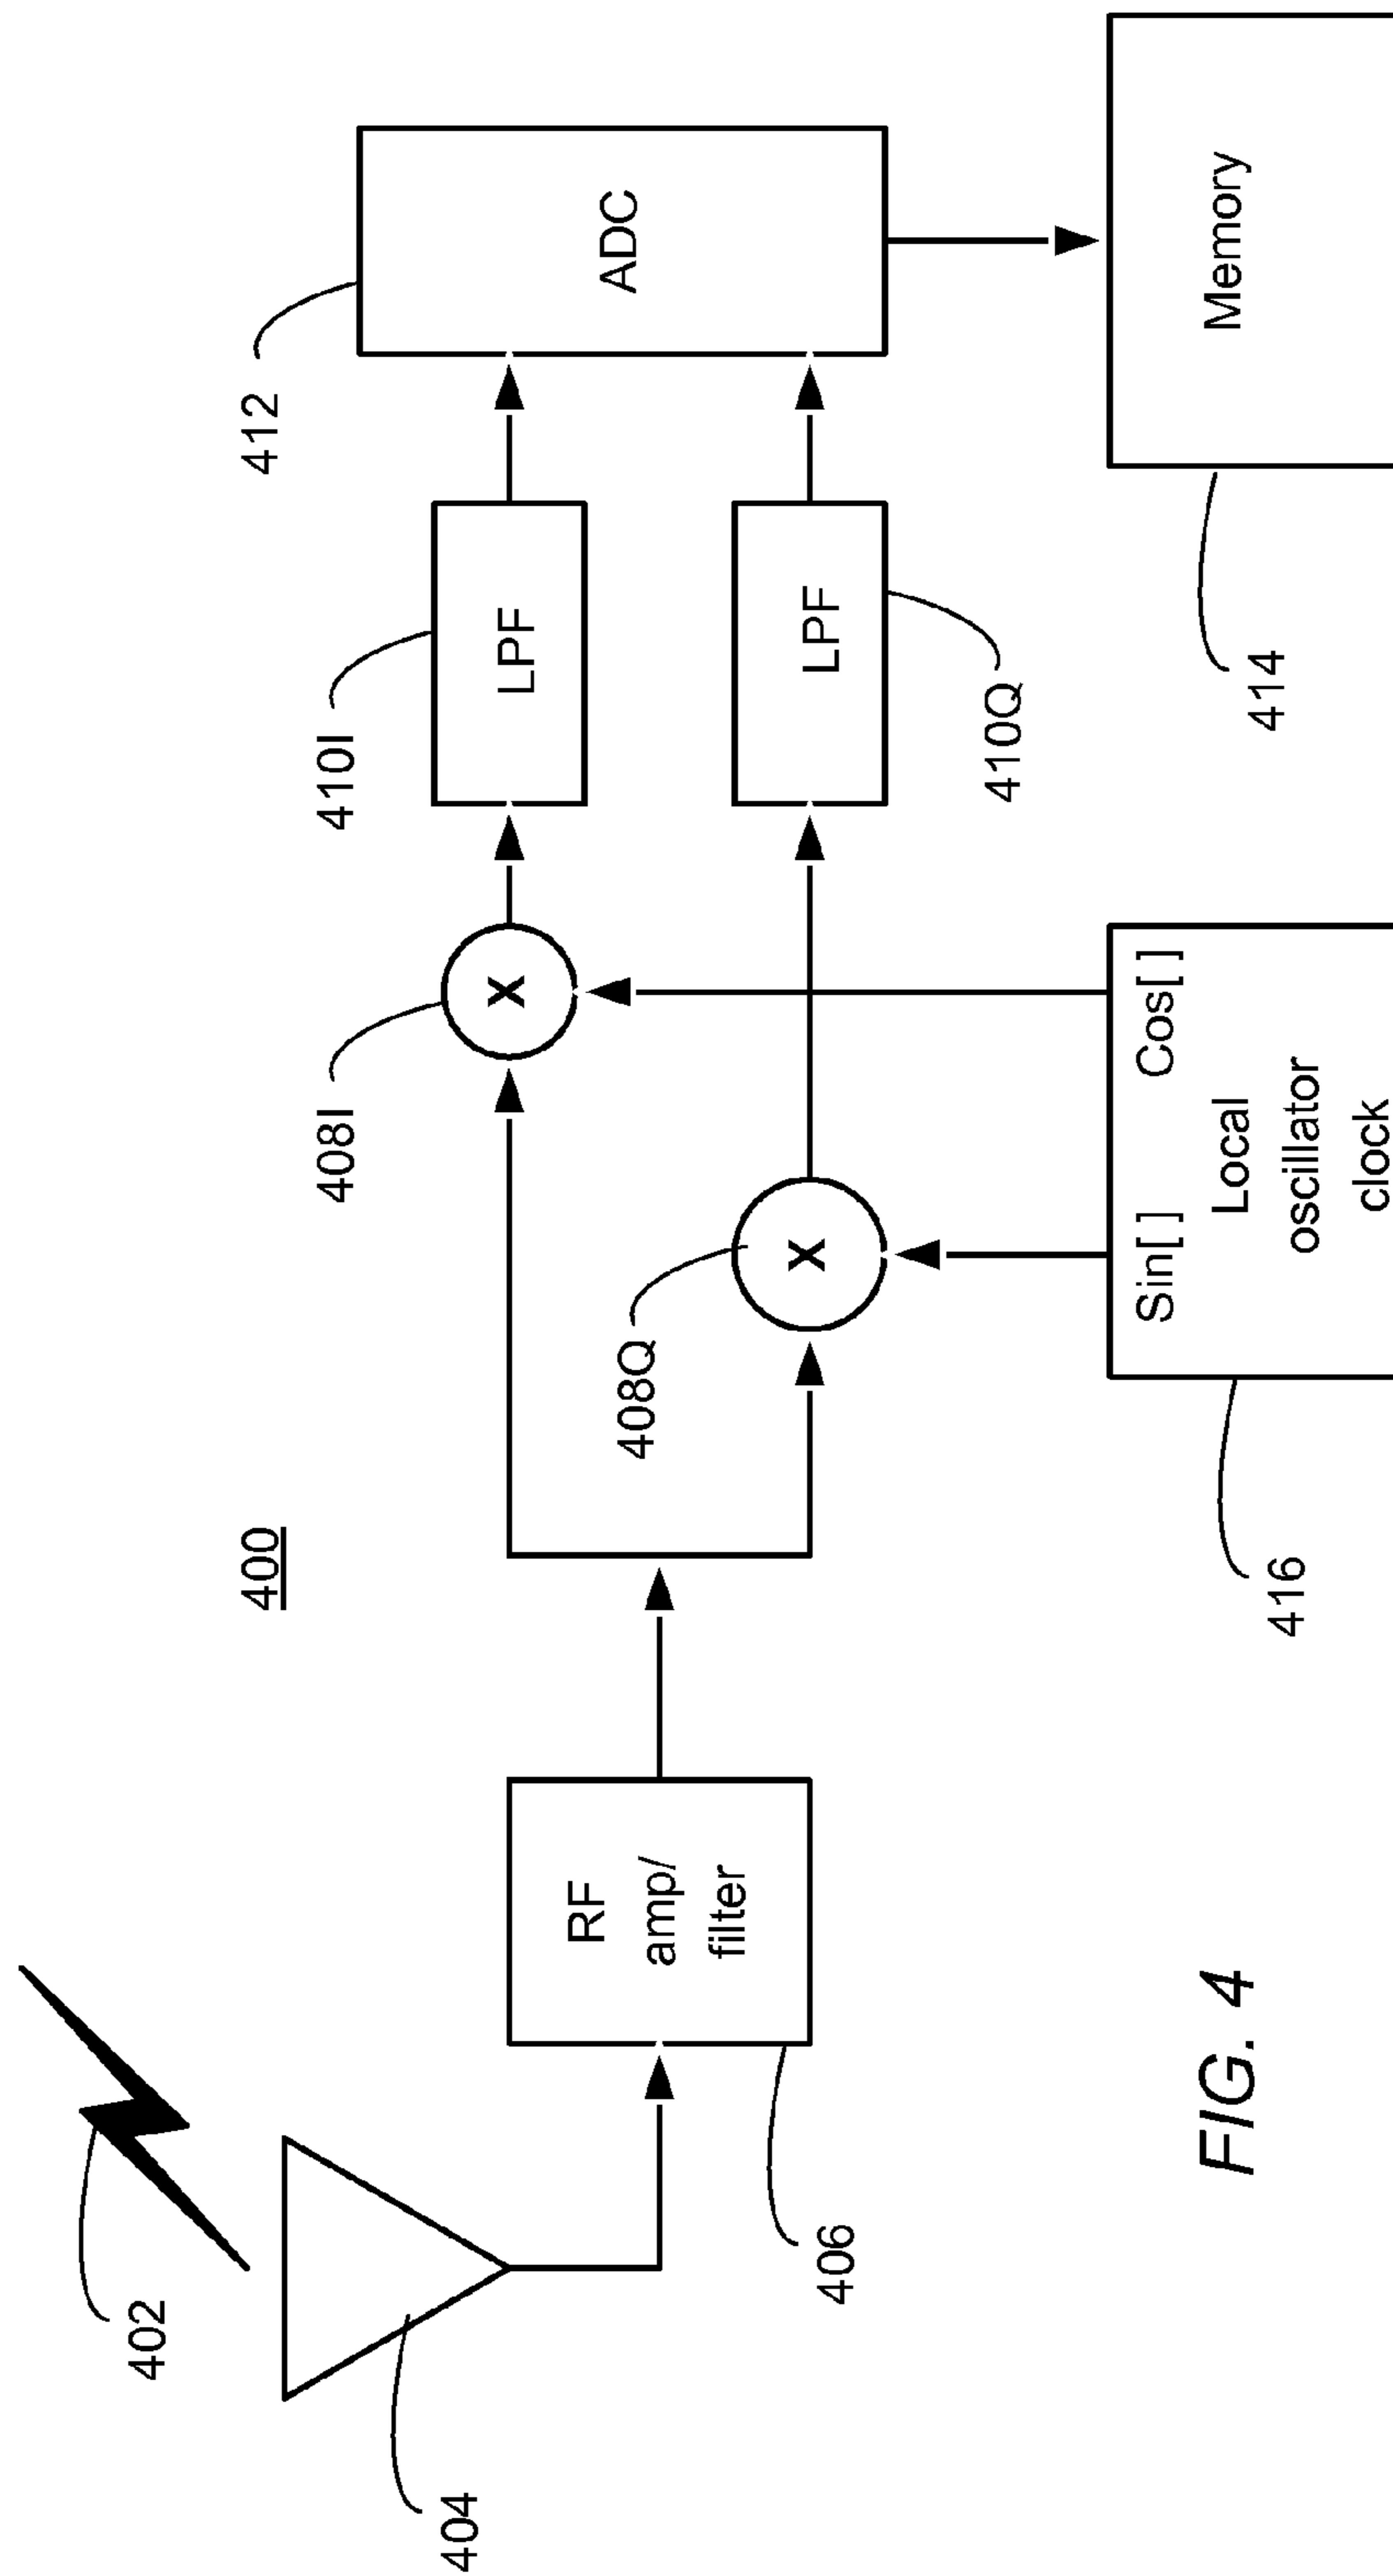 400
402
404
RF
amp/
filter
406
408I
X
408Q
X
410I
LPF
LPF
410Q
412
ADC
Memory
414
Sin[ ] Cos[ ]
Local
oscillator
clock
416
FIG. 4